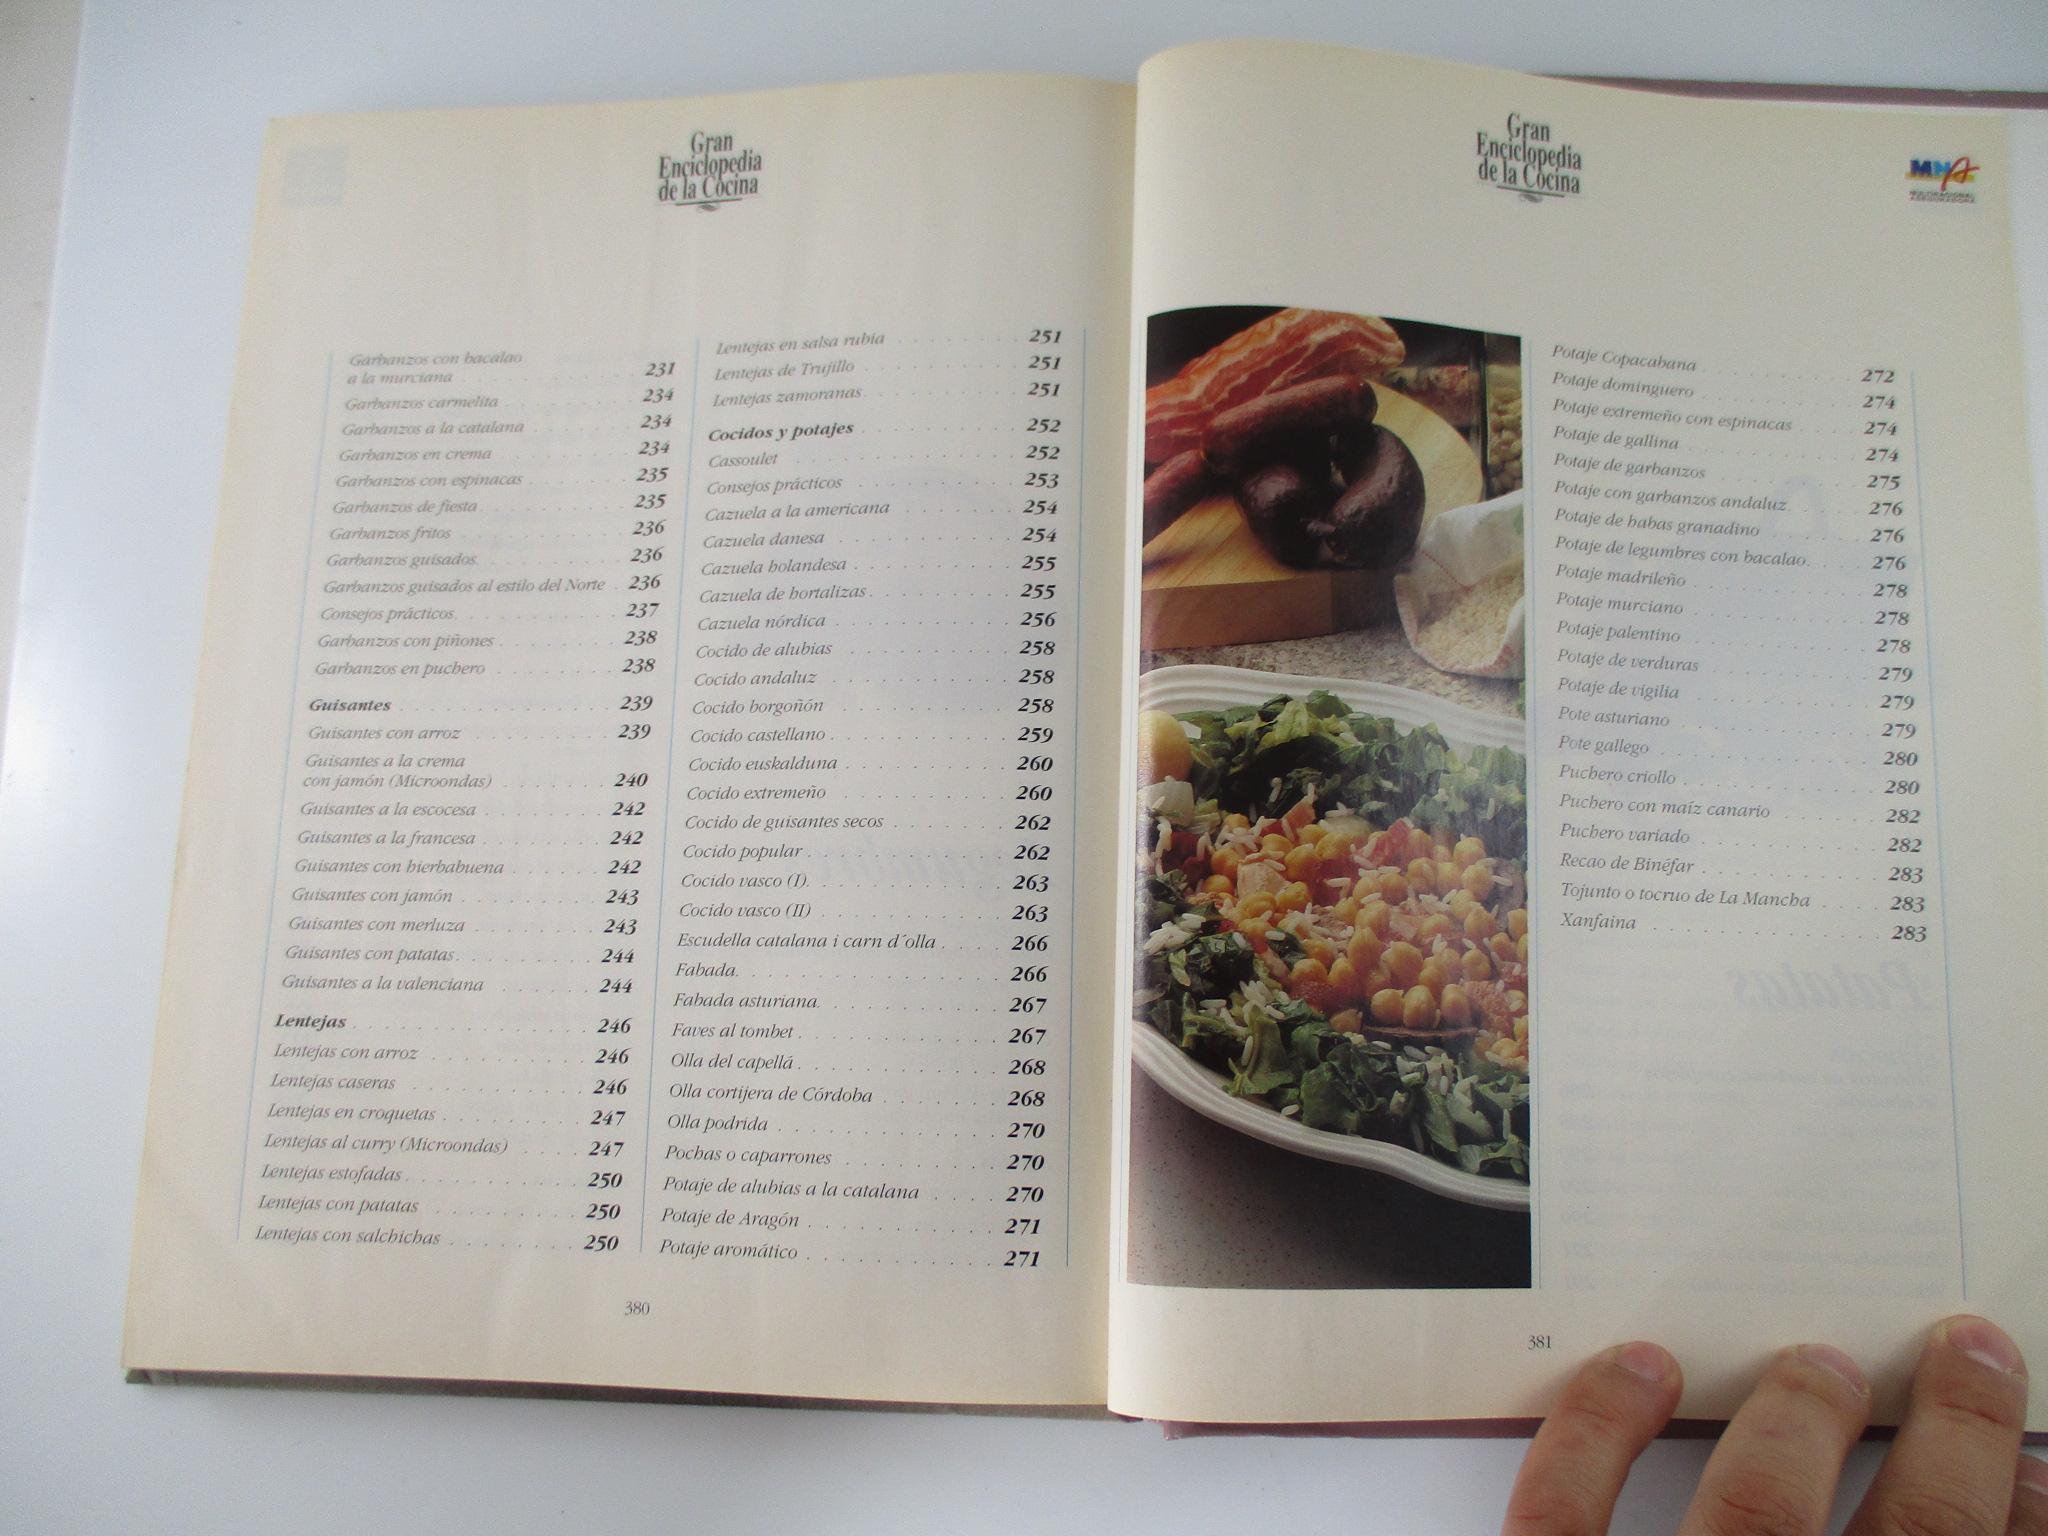 Gran
Enciclopedia
de la Cocina
Garbanzos con bacalao
a la murciana . . . . . . . . . . 231
Garbanzos carmelita . . . . . . . . 234
Garbanzos a la catalana . . . . . . 234
Garbanzos en crema . . . . . . . . 234
Garbanzos con espinacas . . . . . . 235
Garbanzos de fiesta . . . . . . . . 235
Garbanzos fritos . . . . . . . . . 236
Garbanzos guisados . . . . . . . . 236
Garbanzos guisados al estilo del Norte . 236
Consejos prácticos . . . . . . . . 237
Garbanzos con piñones . . . . . . . 238
Garbanzos en puchero . . . . . . . 238
Guisantes . . . . . . . . . . . . 239
Guisantes con arroz . . . . . . . . 239
Guisantes a la crema
con jamón (Microondas) . . . . . . 240
Guisantes a la escocesa . . . . . . 242
Guisantes a la francesa . . . . . . 242
Guisantes con hierbabuena . . . . . 242
Guisantes con jamón . . . . . . . . 243
Guisantes con merluza . . . . . . . 243
Guisantes con patatas . . . . . . . 244
Guisantes a la valenciana . . . . . 244
Lentejas . . . . . . . . . . . . . 246
Lentejas con arroz . . . . . . . . 246
Lentejas caseras . . . . . . . . . 246
Lentejas en croquetas . . . . . . . 247
Lentejas al curry (Microondas) . . . . 247
Lentejas estofadas . . . . . . . . 250
Lentejas con patatas . . . . . . . 250
Lentejas con salchichas . . . . . . 250
Lentejas en salsa rubia . . . . . . 251
Lentejas de Trujillo . . . . . . . 251
Lentejas zamoranas . . . . . . . . 251
Cocidos y potajes . . . . . . . . . 252
Cassoulet . . . . . . . . . . . . 252
Consejos prácticos . . . . . . . . 253
Cazuela a la americana . . . . . . 254
Cazuela danesa . . . . . . . . . . 254
Cazuela holandesa . . . . . . . . . 255
Cazuela de hortalizas . . . . . . . 255
Cazuela nórdica . . . . . . . . . . 256
Cocido de alubias . . . . . . . . . 258
Cocido andaluz . . . . . . . . . . 258
Cocido borgoñón . . . . . . . . . . 258
Cocido castellano . . . . . . . . . 259
Cocido euskalduna . . . . . . . . . 260
Cocido extremeño . . . . . . . . . 260
Cocido de guisantes secos . . . . . 262
Cocido popular . . . . . . . . . . 262
Cocido vasco (I) . . . . . . . . . 263
Cocido vasco (II) . . . . . . . . . 263
Escudella catalana i carn d´olla . . . . 266
Fabada . . . . . . . . . . . . . . 266
Fabada asturiana . . . . . . . . . 267
Faves al tombet . . . . . . . . . . 267
Olla del capellá . . . . . . . . . 268
Olla cortijera de Córdoba . . . . . 268
Olla podrida . . . . . . . . . . . 270
Pochas o caparrones . . . . . . . . 270
Potaje de alubias a la catalana . . . . 270
Potaje de Aragón . . . . . . . . . 271
Potaje aromático . . . . . . . . . 271
380
Gran
Enciclopedia
de la Cocina
MNA
MULTINACIONAL
ASEGURADORA
Potaje Copacabana . . . . . . . . . 272
Potaje dominguero . . . . . . . . . 274
Potaje extremeño con espinacas . . . . 274
Potaje de gallina . . . . . . . . . 274
Potaje de garbanzos . . . . . . . . 275
Potaje con garbanzos andaluz . . . . . 276
Potaje de habas granadino . . . . . . 276
Potaje de legumbres con bacalao . . . . 276
Potaje madrileño . . . . . . . . . 278
Potaje murciano . . . . . . . . . . 278
Potaje palentino . . . . . . . . . 278
Potaje de verduras . . . . . . . . 279
Potaje de vigilia . . . . . . . . . 279
Pote asturiano . . . . . . . . . . 279
Pote gallego . . . . . . . . . . . 280
Puchero criollo . . . . . . . . . . 280
Puchero con maíz canario . . . . . . 282
Puchero variado . . . . . . . . . . 282
Recao de Binéfar . . . . . . . . . 283
Tojunto o tocruo de La Mancha . . . . 283
Xanfaina . . . . . . . . . . . . . 283
381